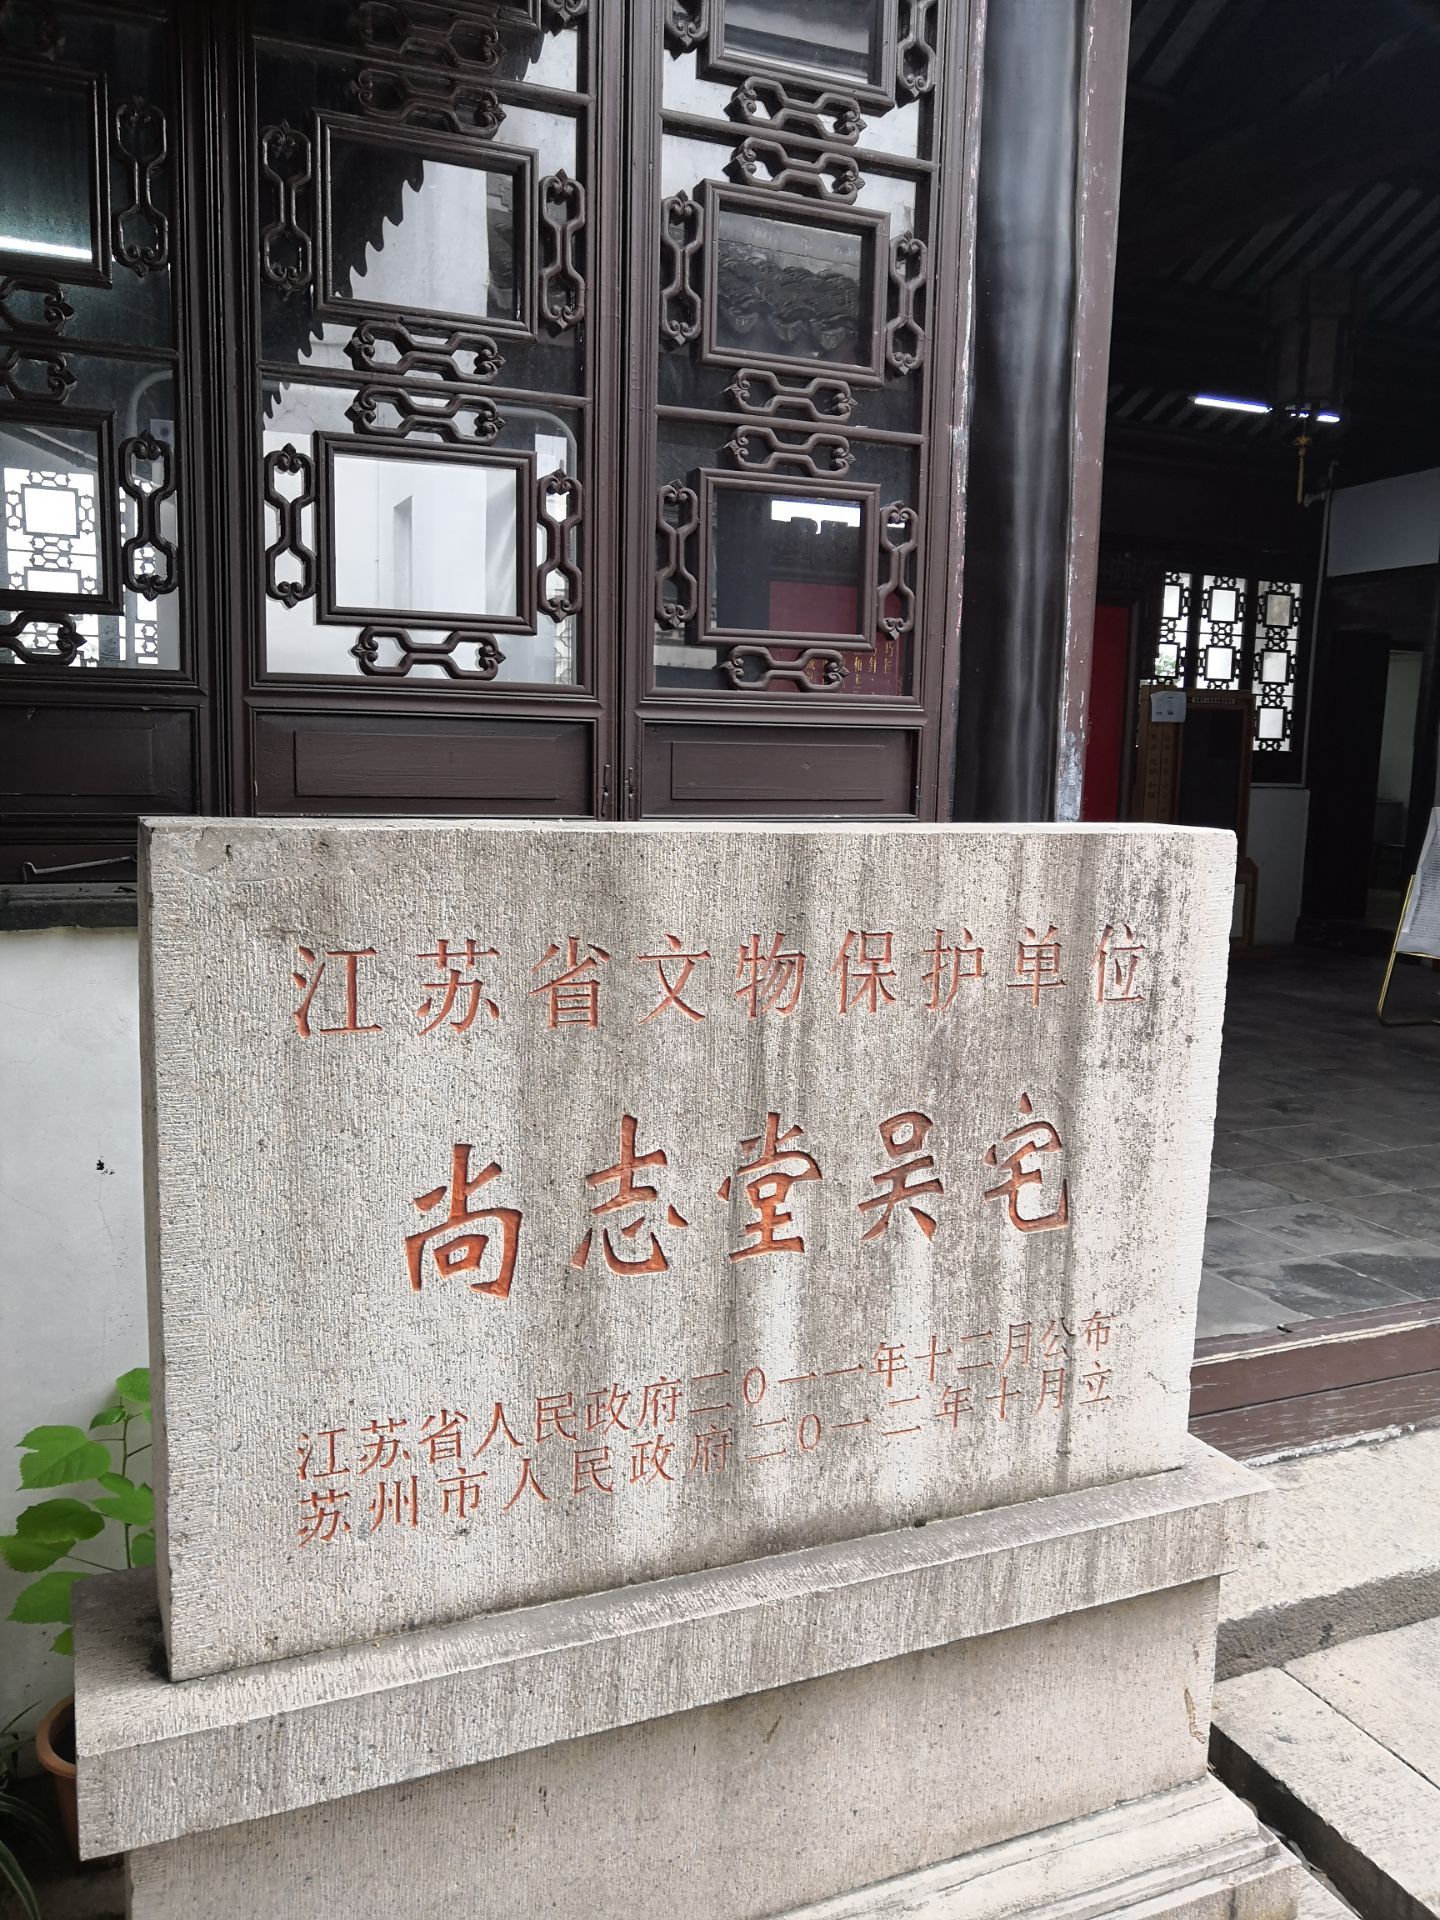 江苏省文物保护单位
尚志堂吴宅
江苏省人民政府二〇一一年十二月公布
苏州市人民政府二〇一二年十月立